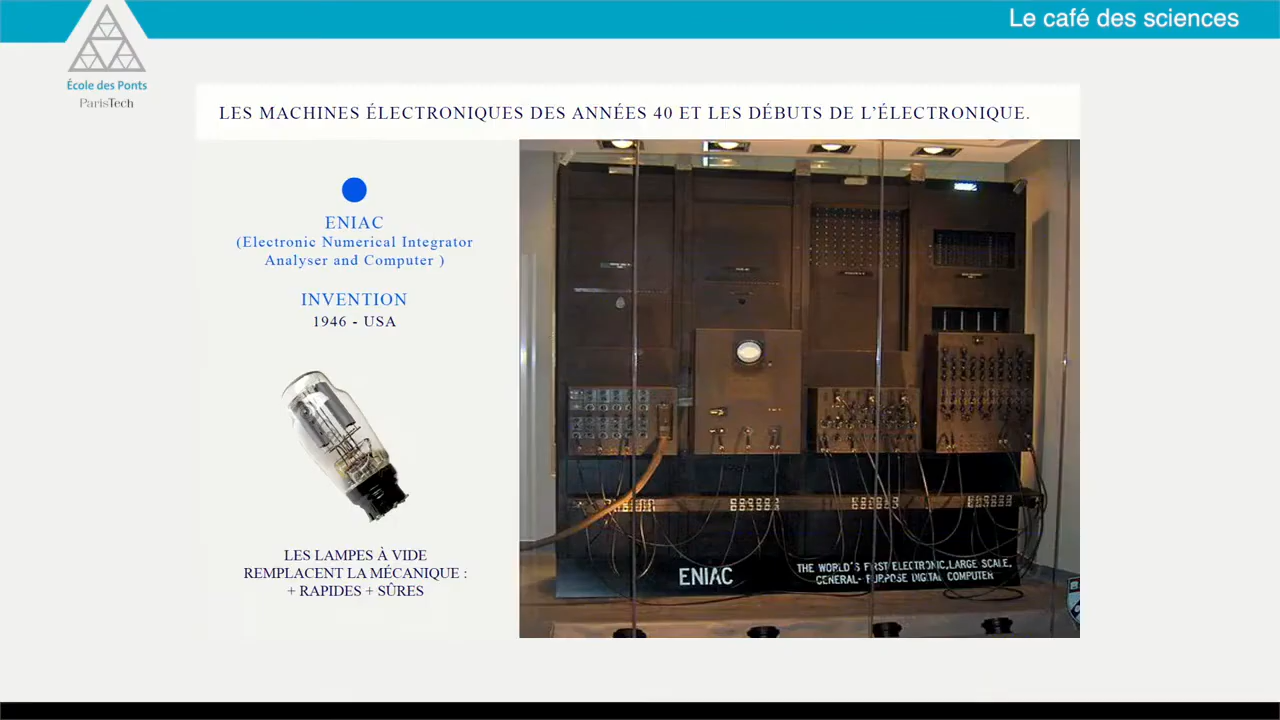 Le café des sciences
École des Ponts
ParisTech
LES MACHINES ÉLECTRONIQUES DES ANNÉES 40 ET LES DÉBUTS DE L'ÉLECTRONIQUE.
ENIAC
(Electronic Numerical Integrator
Analyser and Computer )
INVENTION
1946 - USA
LES LAMPES À VIDE
REMPLACENT LA MÉCANIQUE :
+ RAPIDES + SÛRES
ENIAC
THE WORLD'S FIRST ELECTRONIC, LARGE SCALE,
GENERAL-PURPOSE DIGITAL COMPUTER